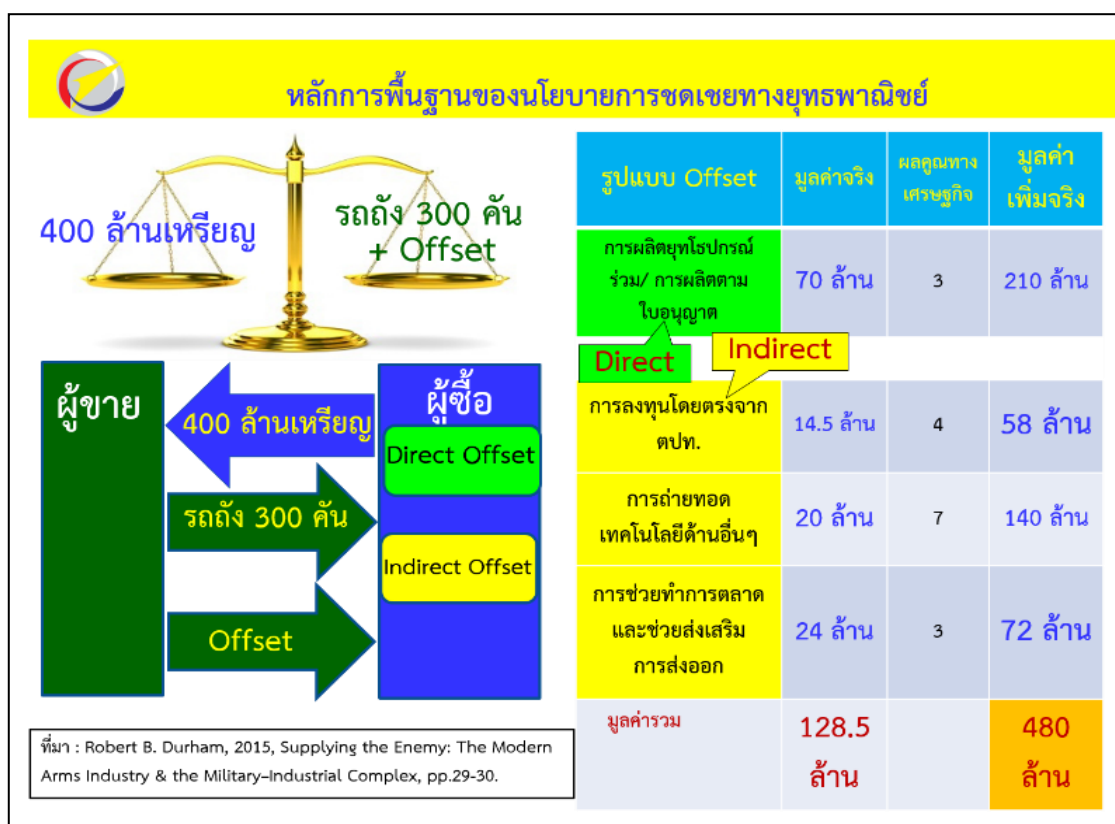 หลักการพื้นฐานของนโยบายการชดเชยทางยุทธพาณิชย์
400 ล้านเหรียญ
รถถัง 300 คัน
+ Offset
ผู้ขาย
400 ล้านเหรียญ
รถถัง 300 คัน
Offset
ผู้ซื้อ
Direct Offset
Indirect Offset
ที่มา : Robert B. Durham, 2015, Supplying the Enemy: The Modern
Arms Industry & the Military–Industrial Complex, pp.29-30.
รูปแบบ Offset
มูลค่าจริง
ผลคูณทาง
เศรษฐกิจ
มูลค่า
เพิ่มจริง
การผลิตยุทโธปกรณ์
ร่วม/ การผลิตตาม
ใบอนุญาต
70 ล้าน
3
210 ล้าน
Direct
Indirect
การลงทุนโดยตรงจาก
ตปท.
14.5 ล้าน
4
58 ล้าน
การถ่ายทอด
เทคโนโลยีด้านอื่นๆ
20 ล้าน
7
140 ล้าน
การช่วยทำการตลาด
และช่วยส่งเสริม
การส่งออก
24 ล้าน
3
72 ล้าน
มูลค่ารวม
128.5
ล้าน
480
ล้าน